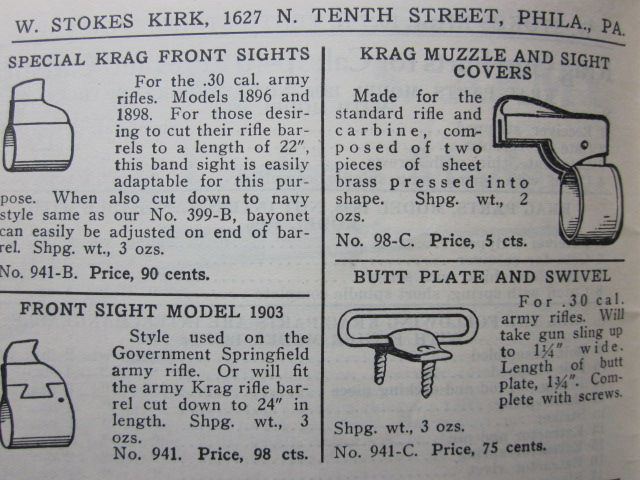 W. STOKES KIRK, 1627 N. TENTH STREET, PHILA., PA.
SPECIAL KRAG FRONT SIGHTS
For the .30 cal. army
rifles. Models 1896 and
1898. For those desir-
ing to cut their rifle bar-
rels to a length of 22″,
this band sight is easily
adaptable for this pur-
pose. When also cut down to navy
style same as our No. 399-B, bayonet
can easily be adjusted on end of bar-
rel. Shpg. wt., 3 ozs.
No. 941-B. Price, 90 cents.
FRONT SIGHT MODEL 1903
Style used on the
Government Springfield
army rifle. Or will fit
the army Krag rifle bar-
rel cut down to 24″ in
length. Shpg. wt., 3
ozs.
No. 941. Price, 98 cts.
KRAG MUZZLE AND SIGHT
COVERS
Made for the
standard rifle and
carbine, com-
posed of two
pieces of sheet
brass pressed into
shape. Shpg. wt., 2
ozs.
No. 98-C. Price, 5 cts.
BUTT PLATE AND SWIVEL
For .30 cal.
army rifles. Will
take gun sling up
to 1¼″ wide.
Length of butt
plate, 1¾″. Com-
plete with screws.
Shpg. wt., 3 ozs.
No. 941-C. Price, 75 cents.